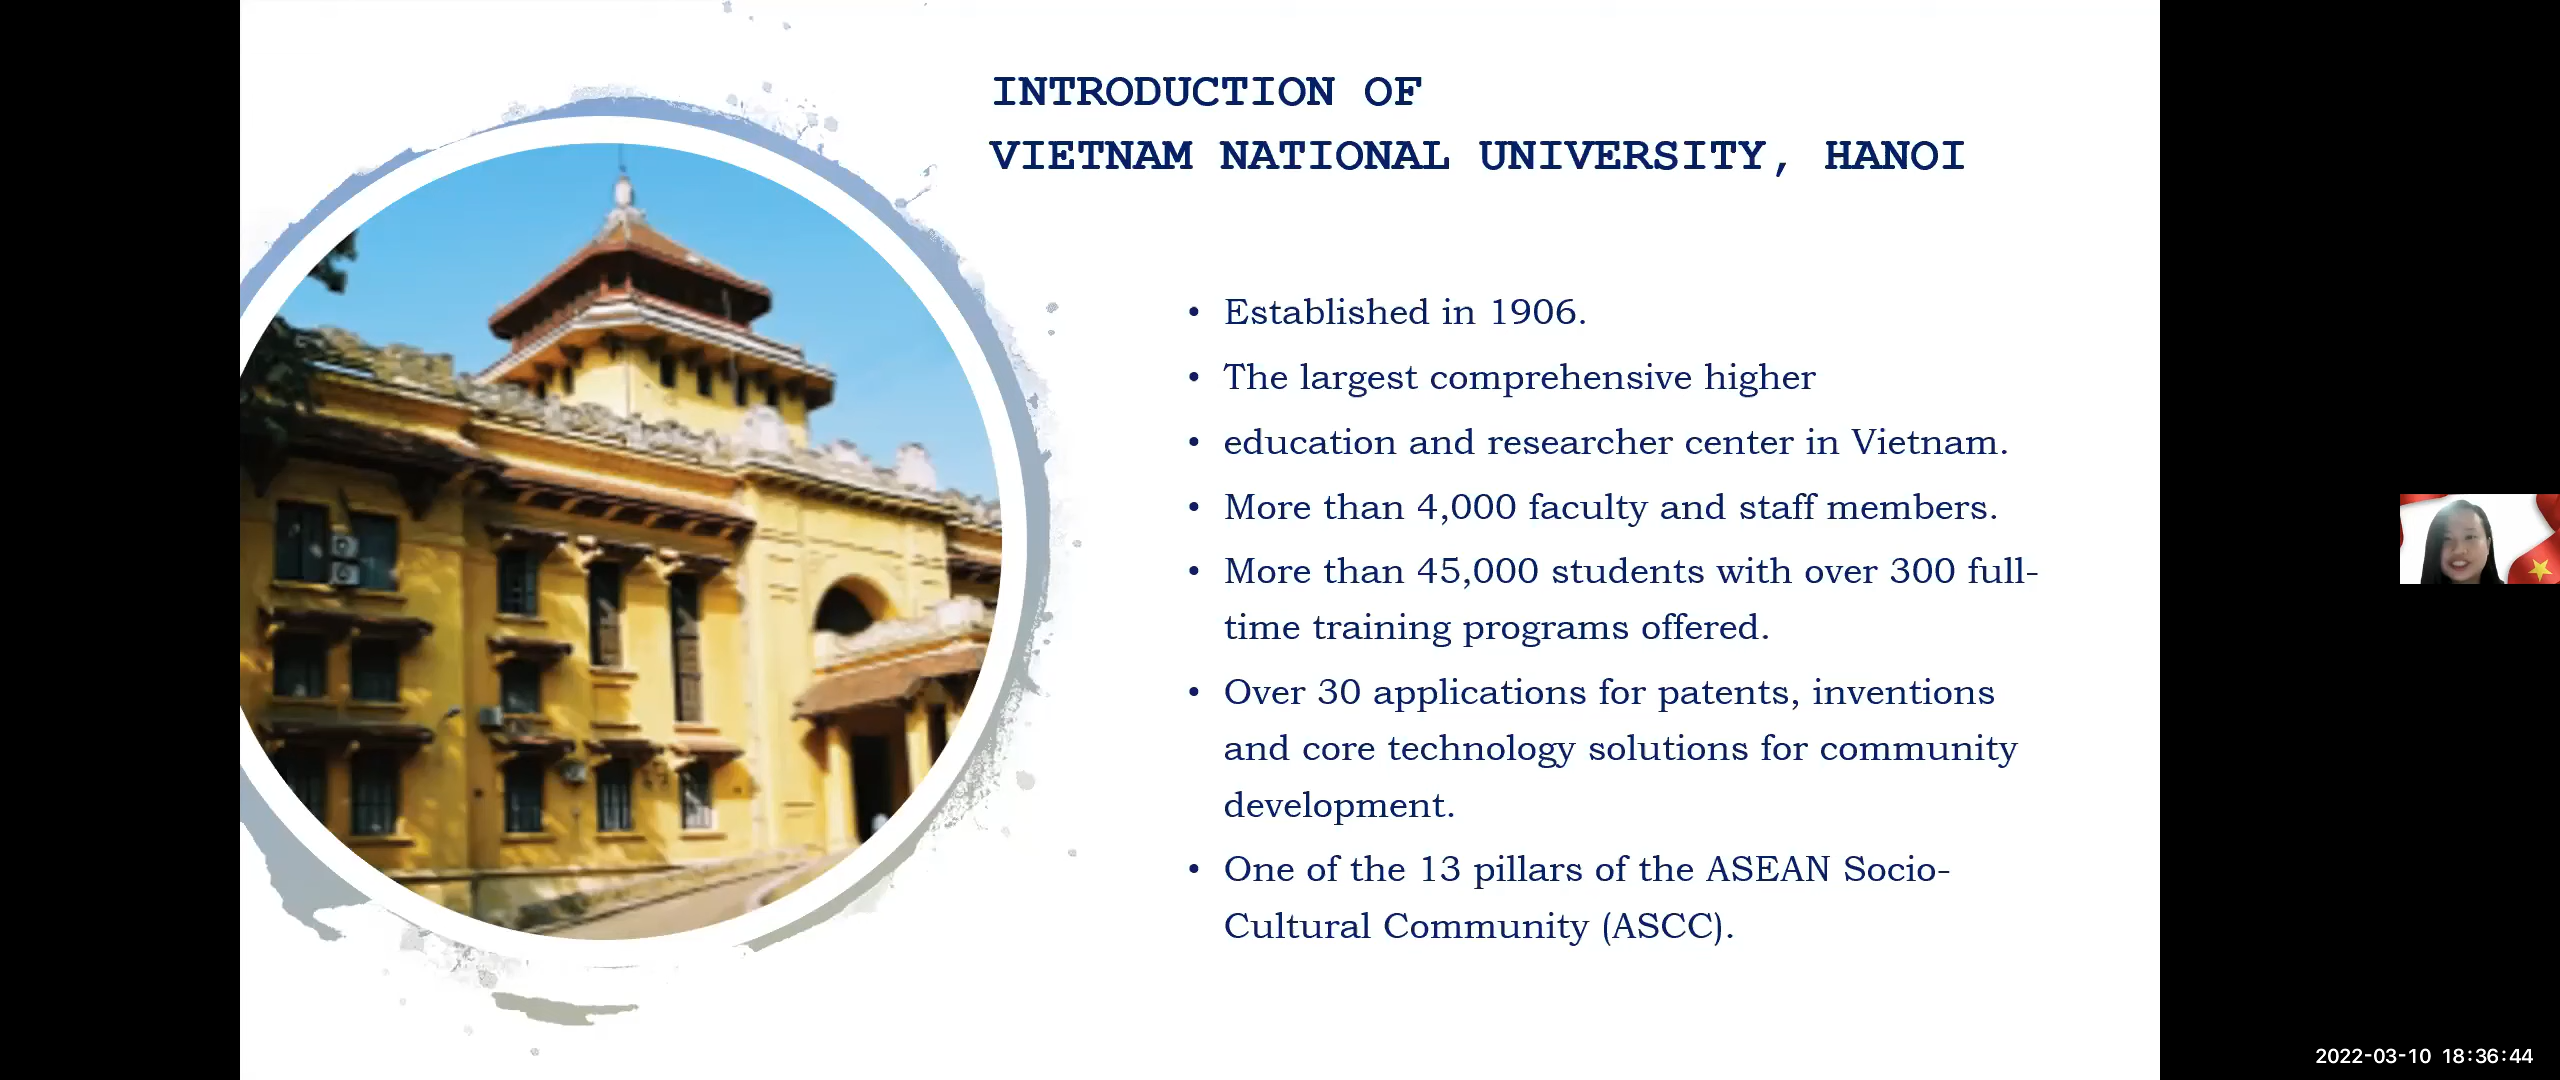 INTRODUCTION OF
VIETNAM NATIONAL UNIVERSITY, HANOI
• Established in 1906.
• The largest comprehensive higher
• education and researcher center in Vietnam.
• More than 4,000 faculty and staff members.
• More than 45,000 students with over 300 full-
time training programs offered.
• Over 30 applications for patents, inventions
and core technology solutions for community
development.
• One of the 13 pillars of the ASEAN Socio-
Cultural Community (ASCC).
2022-03-10 18:36:44